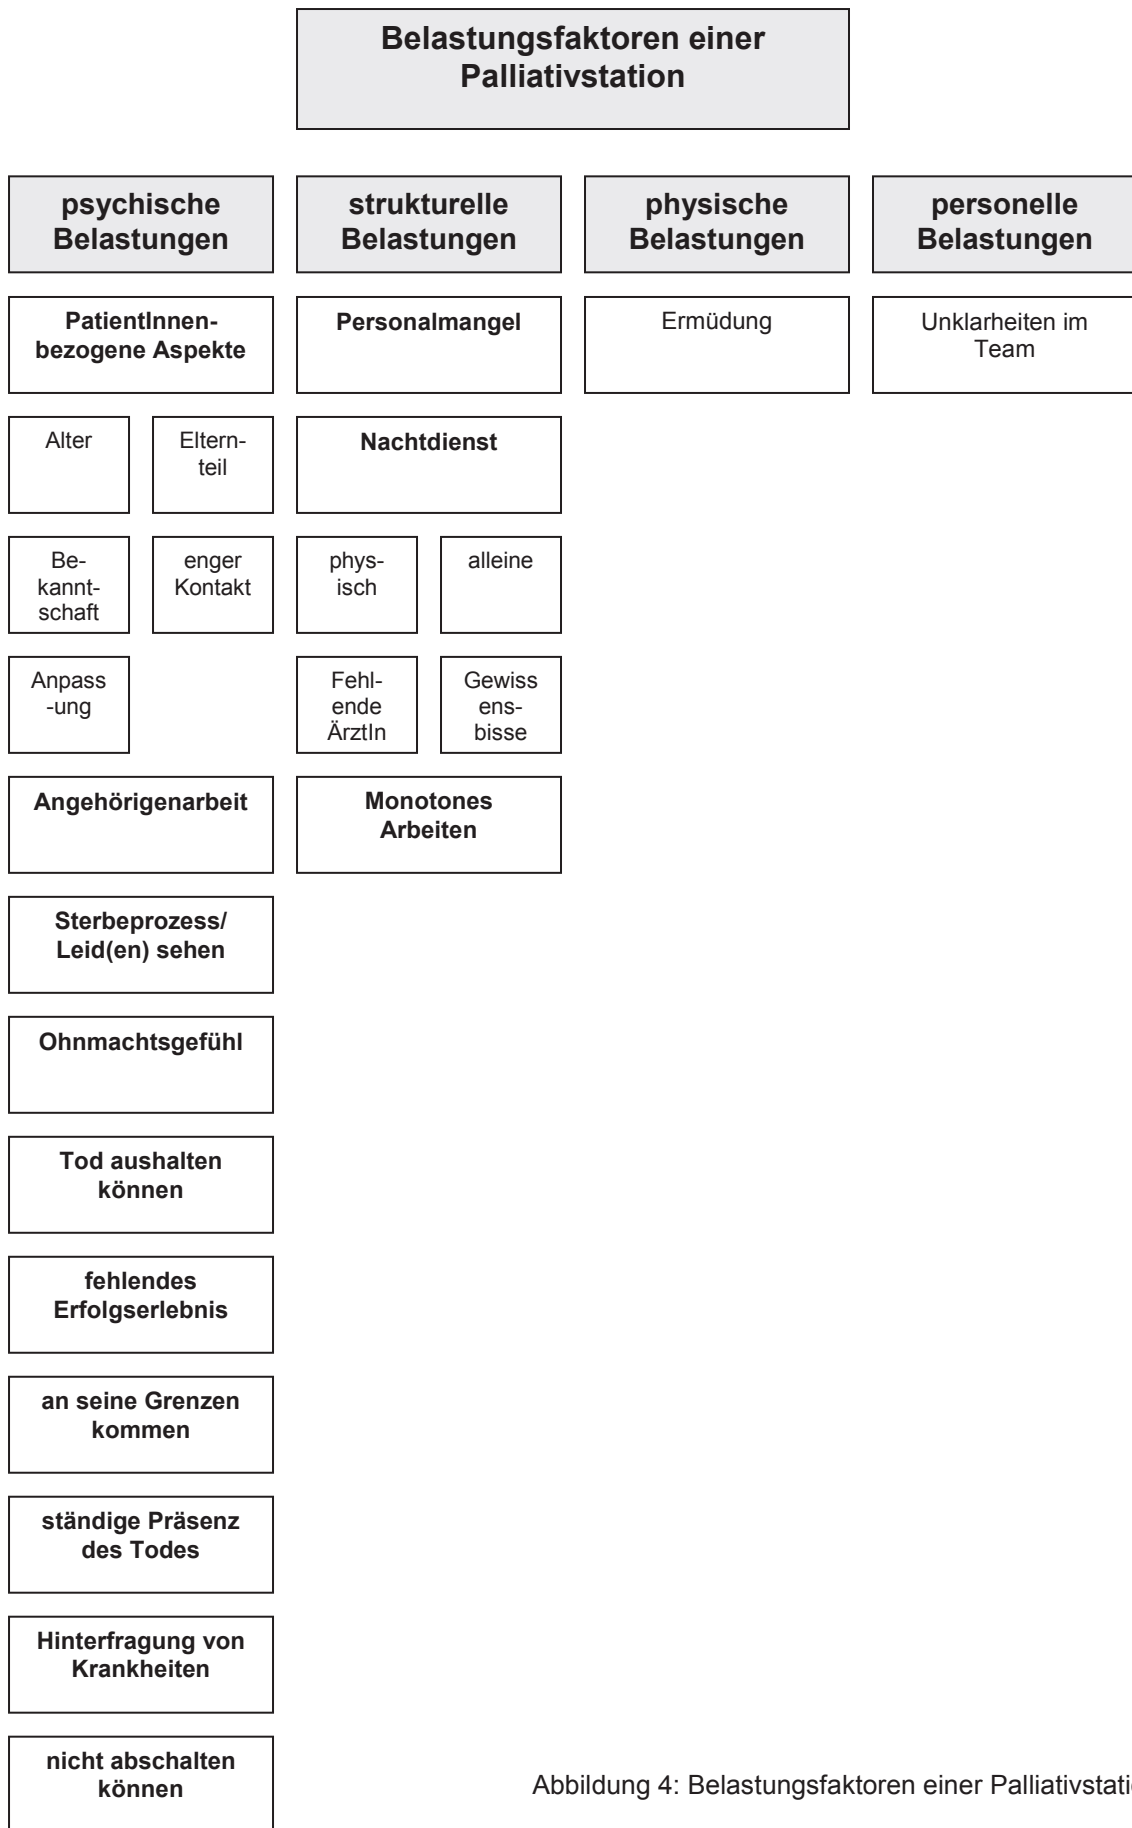 Belastungsfaktoren einer
Palliativstation
psychische
Belastungen
strukturelle
Belastungen
physische
Belastungen
personelle
Belastungen
PatientInnen-
bezogene Aspekte
Personalmangel
Ermüdung
Unklarheiten im
Team
Alter
Eltern-
teil
Nachtdienst
Be-
kannt-
schaft
enger
Kontakt
phys-
isch
alleine
Anpass
-ung
Fehl-
ende
ÄrztIn
Gewiss
ens-
bisse
Angehörigenarbeit
Monotones
Arbeiten
Sterbeprozess/
Leid(en) sehen
Ohnmachtsgefühl
Tod aushalten
können
fehlendes
Erfolgserlebnis
an seine Grenzen
kommen
ständige Präsenz
des Todes
Hinterfragung von
Krankheiten
nicht abschalten
können
Abbildung 4: Belastungsfaktoren einer